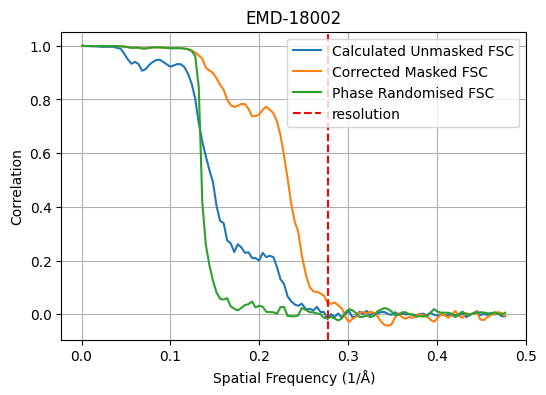 EMD-18002
Calculated Unmasked FSC
Corrected Masked FSC
Phase Randomised FSC
resolution
1.0
0.8
0.6
0.4
0.2
0.0
Correlation
0.0 0.1 0.2 0.3 0.4 0.5
Spatial Frequency (1/Å)